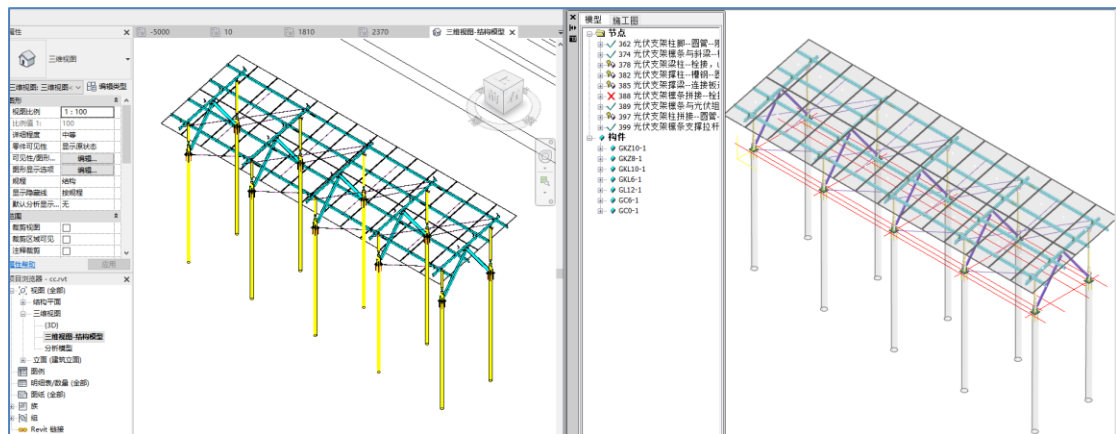 属性
-5000
10
1810
2370
三维视图-结构模型
三维视图
三维视图: 三维视图<
编辑类型
图形
视图比例
1 : 100
比例值 1:
100
详细程度
中等
零件可见性
显示原状态
可见性/图形...
编辑...
图形显示选项
编辑...
规程
结构
显示隐藏线
按规程
默认分析显示...
无
范围
裁剪视图
裁剪区域可见
注释裁剪
属性帮助
应用
项目浏览器 - cc.rvt
视图 (全部)
结构平面
三维视图
{3D}
三维视图-结构模型
分析模型
立面 (建筑立面)
图例
明细表/数量 (全部)
图纸 (全部)
族
组
Revit 链接
模型
施工图
节点
362 光伏支架柱脚--圆管--
374 光伏支架檩条与斜梁--
378 光伏支架梁柱--栓接,
382 光伏支架撑柱--槽钢--
385 光伏支架撑梁--连接板
388 光伏支架檩条拼接--栓
389 光伏支架檩条与光伏组
397 光伏支架柱拼接--圆管--
399 光伏支架檩条支撑拉杆
构件
GKZ10-1
GKZ8-1
GKL10-1
GKL6-1
GL12-1
GC6-1
GC0-1